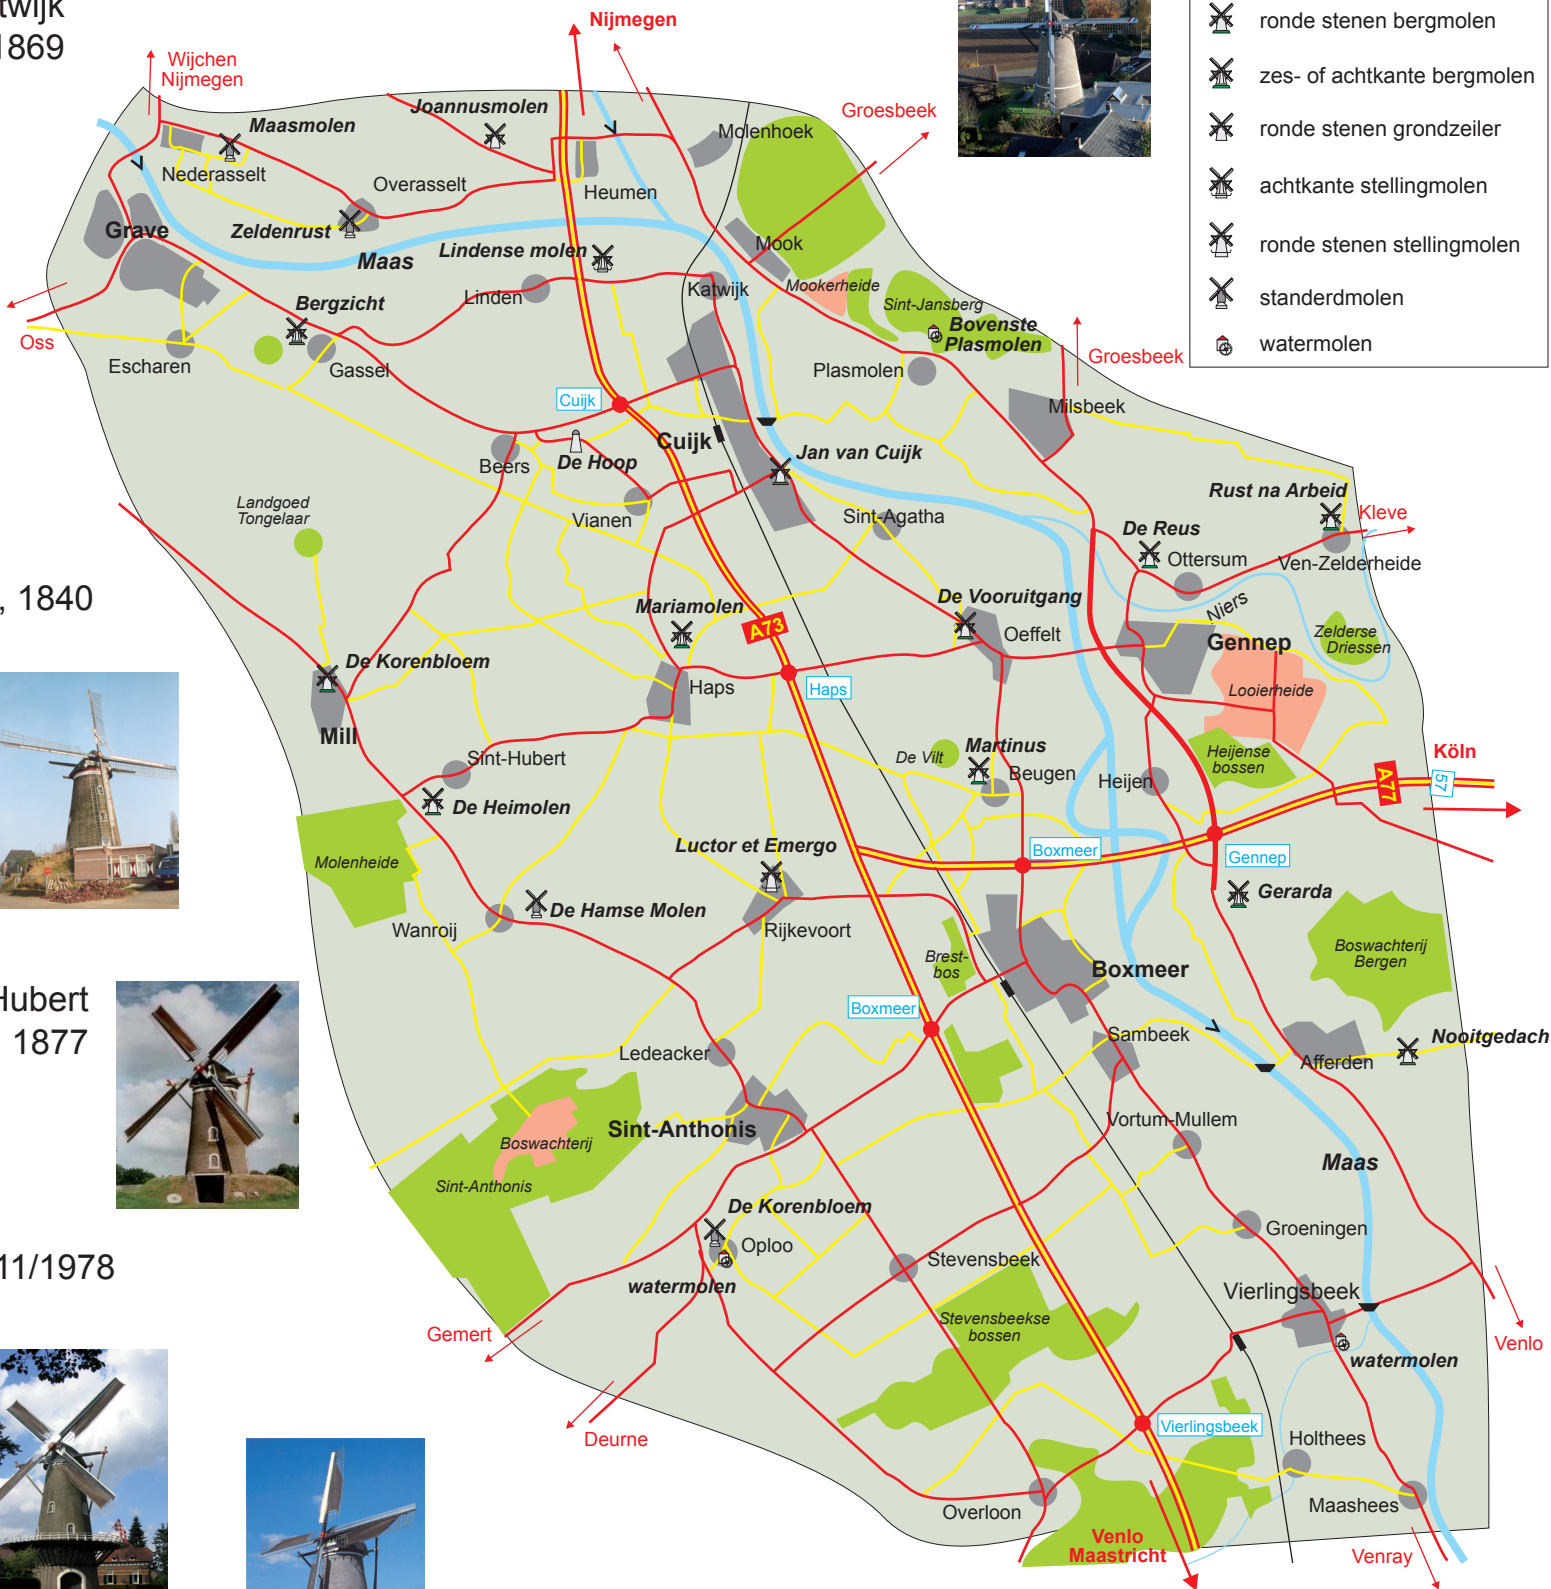 twijk
1869
, 1840
Hubert
1877
11/1978
ronde stenen bergmolen
zes- of achtkante bergmolen
ronde stenen grondzeiler
achtkante stellingmolen
ronde stenen stellingmolen
standerdmolen
watermolen
Nijmegen
Wijchen
Nijmegen
Groesbeek
Joannusmolen
Maasmolen
Molenhoek
Nederasselt
Overasselt
Heumen
Grave
Zeldenrust
Maas
Lindense molen
Mook
Linden
Katwijk
Mookerheide
Sint-Jansberg
Bovenste
Plasmolen
Bergzicht
Oss
Escharen
Gassel
Plasmolen
Groesbeek
Cuijk
Milsbeek
Cuijk
Beers
De Hoop
Jan van Cuijk
Rust na Arbeid
Kleve
Landgoed
Tongelaar
Vianen
Sint-Agatha
De Reus
Ottersum
Ven-Zelderheide
Mariamolen
A73
De Vooruitgang
Oeffelt
Niers
Gennep
Zelderse
Driessen
De Korenbloem
Haps
Haps
Looierheide
Mill
Sint-Hubert
De Vilt
Martinus
Beugen
Heijen
Heijense
bossen
Köln
A77
57
De Heimolen
Molenheide
Luctor et Emergo
Boxmeer
Gennep
Gerarda
De Hamse Molen
Wanroij
Rijkevoort
Brest-
bos
Boxmeer
Boswachterij
Bergen
Boxmeer
Ledeacker
Sambeek
Nooitgedach
Afferden
Sint-Anthonis
Boswachterij
Sint-Anthonis
Vortum-Mullem
Maas
De Korenbloem
Oploo
watermolen
Stevensbeek
Groeningen
Vierlingsbeek
Gemert
Stevensbeekse
bossen
Venlo
watermolen
Deurne
Vierlingsbeek
Holthees
Overloon
Maashees
Venlo
Maastricht
Venray